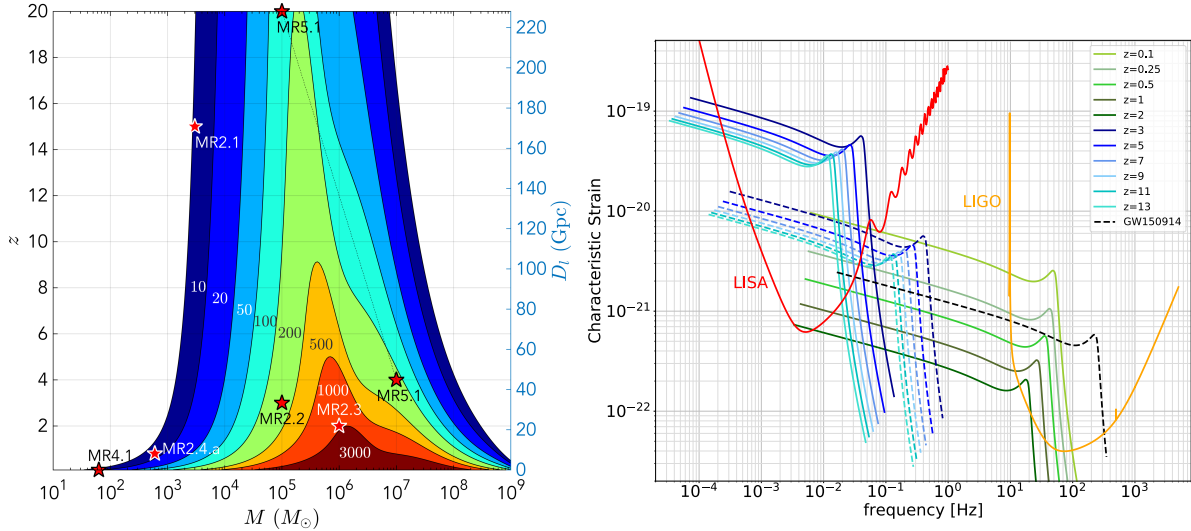 20
18
16
14
12
10
8
6
4
2
z
220
200
180
160
140
120
100
80
60
40
20
0
D_l (Gpc)
MR5.1
MR2.1
10
20
50
100
200
500
1000
3000
MR5.1
MR2.2
MR2.3
MR4.1
MR2.4.a
10^1 10^2 10^3 10^4 10^5 10^6 10^7 10^8 10^9
M (M_⊙)
Characteristic Strain
10^−19
10^−20
10^−21
10^−22
LISA
LIGO
z=0.1
z=0.25
z=0.5
z=1
z=2
z=3
z=5
z=7
z=9
z=11
z=13
GW150914
10^−4 10^−3 10^−2 10^−1 10^0 10^1 10^2 10^3
frequency [Hz]